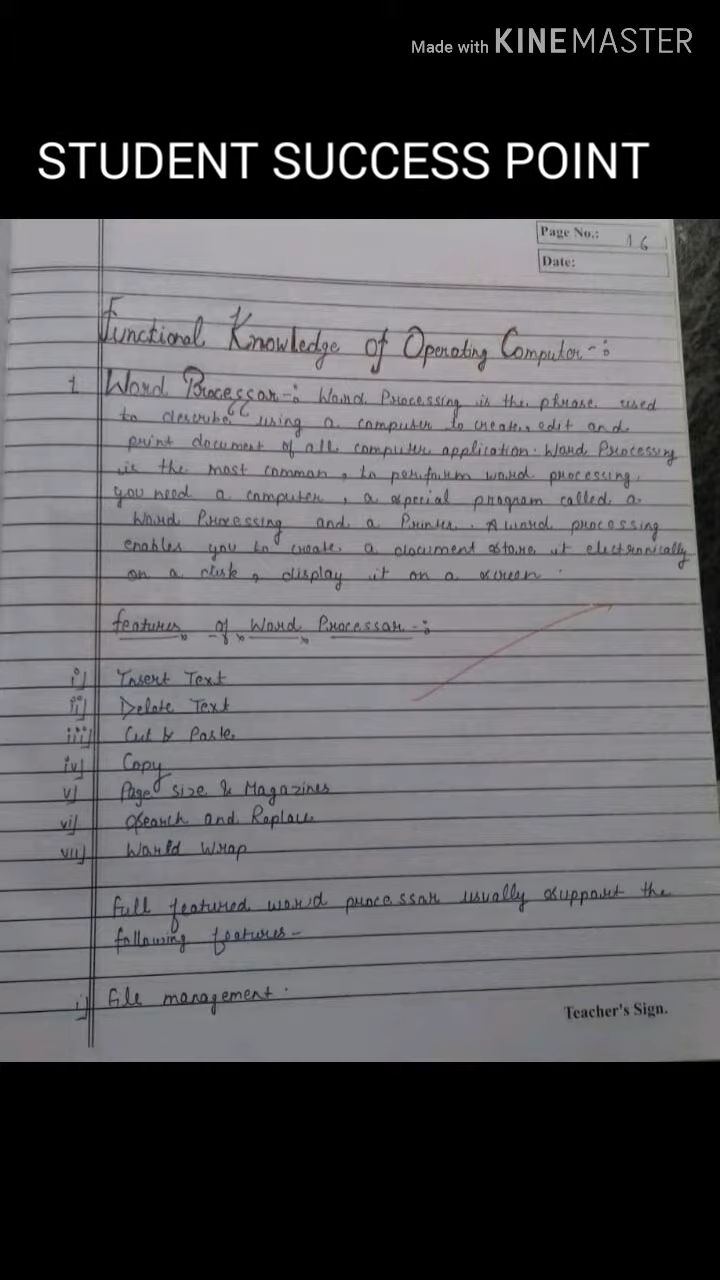 Made with KINEMASTER
STUDENT SUCCESS POINT
Page No.: 16
Date:
Functional Knowledge of Operating Computor -:
1 Word Processar -: Word Processing is the phrase used
to describe “ using a computer to create, edit and
print document of all computer application. Word Processing
is the most common, to perform word processing,
you need a computer, a special program called a
Word Processing and a Printer. A word processing
enables you to create a document store it electronically
on a disk, display it on a screen.
features of Word Processar -:
i) Insert Text
ii) Delete Text
iii) Cut & Paste
iv) Copy
v) Page size & Magazines
vi) Search and Replace
vii) World Wrap
Full featured word processar usually support the
following features -
i) File management.
Teacher's Sign.